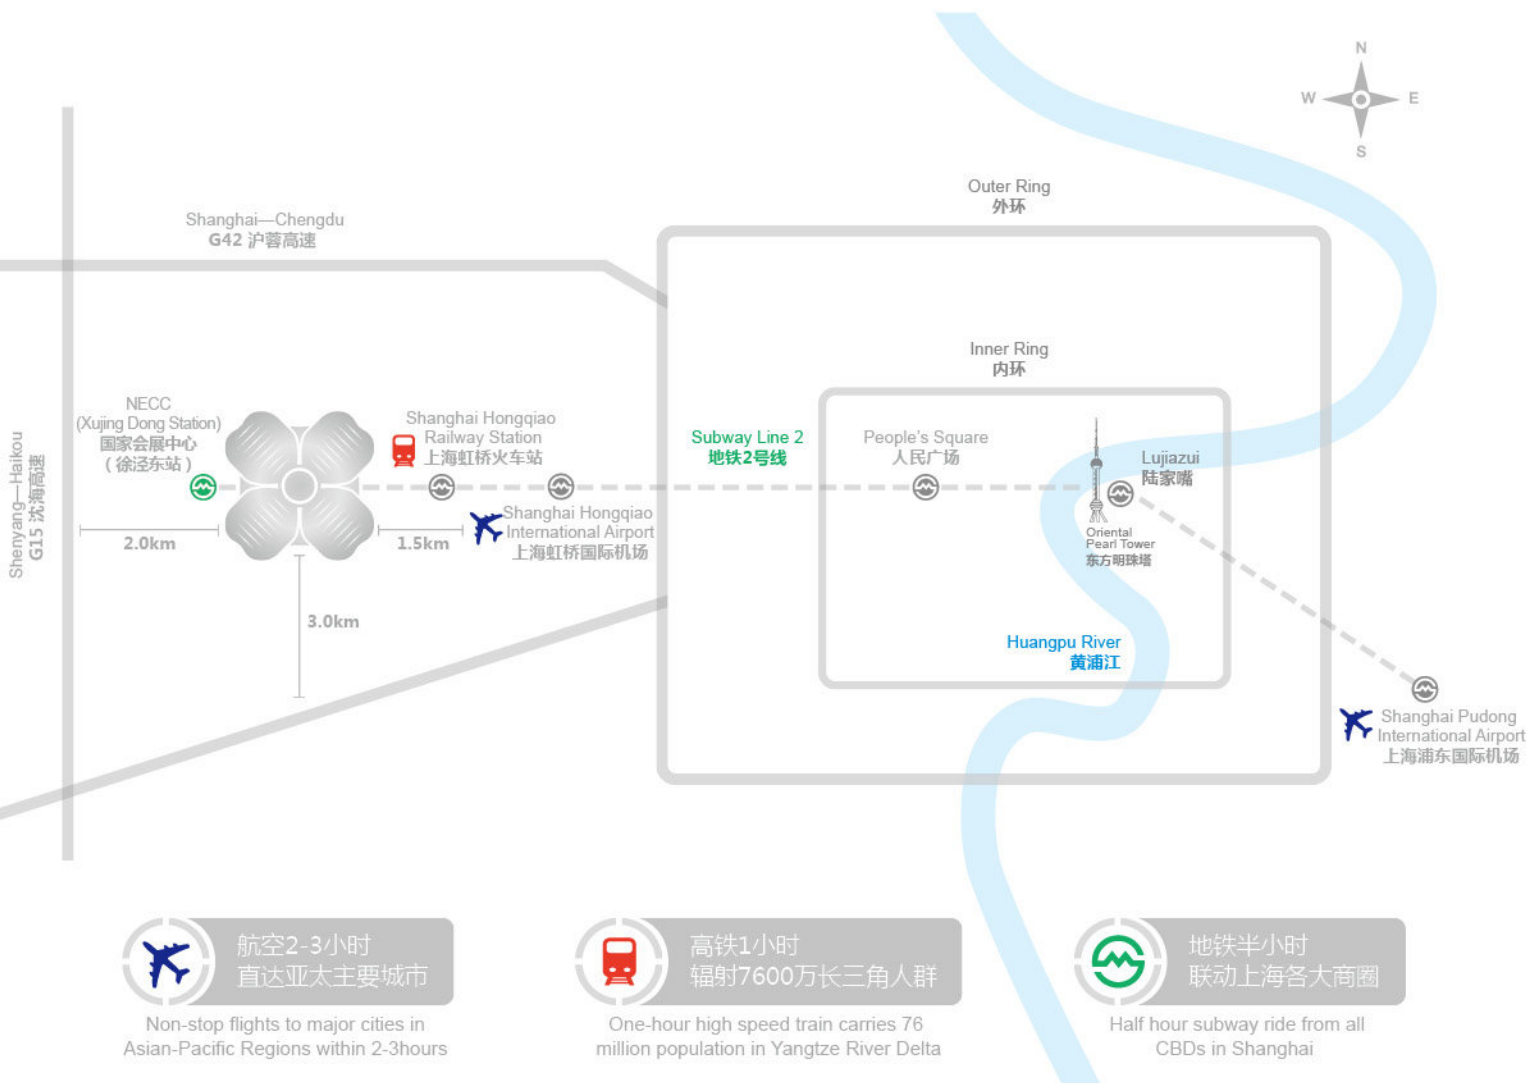 N
W
E
S
Outer Ring
外环
Shanghai—Chengdu
G42 沪蓉高速
Inner Ring
内环
NECC
(Xujing Dong Station)
国家会展中心
（徐泾东站）
Shanghai Hongqiao
Railway Station
上海虹桥火车站
Subway Line 2
地铁2号线
People's Square
人民广场
Lujiazui
陆家嘴
Shenyang—Haikou
G15 沈海高速
2.0km
1.5km
Shanghai Hongqiao
International Airport
上海虹桥国际机场
Oriental
Pearl Tower
东方明珠塔
3.0km
Huangpu River
黄浦江
Shanghai Pudong
International Airport
上海浦东国际机场
航空2-3小时
直达亚太主要城市
Non-stop flights to major cities in
Asian-Pacific Regions within 2-3hours
高铁1小时
辐射7600万长三角人群
One-hour high speed train carries 76
million population in Yangtze River Delta
地铁半小时
联动上海各大商圈
Half hour subway ride from all
CBDs in Shanghai